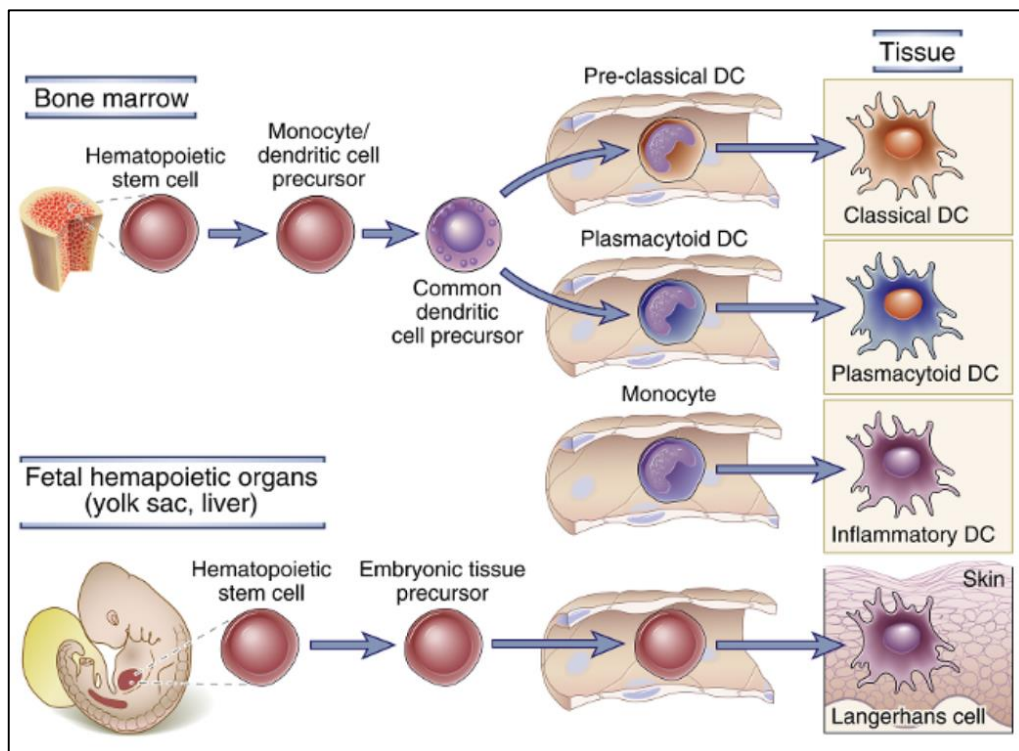 Tissue
Bone marrow
Pre-classical DC
Hematopoietic
stem cell
Monocyte/
dendritic cell
precursor
Classical DC
Common
dendritic
cell precursor
Plasmacytoid DC
Plasmacytoid DC
Monocyte
Inflammatory DC
Fetal hemapoietic organs
(yolk sac, liver)
Hematopoietic
stem cell
Embryonic tissue
precursor
Skin
Langerhans cell